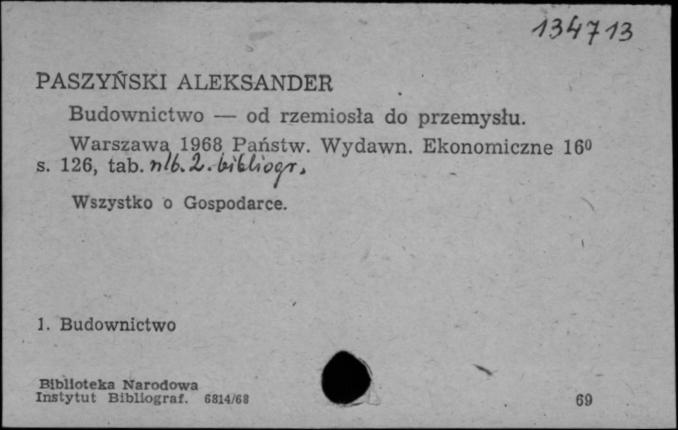 134713
PASZYŃSKI ALEKSANDER
Budownictwo — od rzemiosła do przemysłu.
Warszawa 1968 Państw. Wydawn. Ekonomiczne 16⁰
s. 126, tab. nlb. 2. bibliogr.
Wszystko o Gospodarce.
1. Budownictwo
Biblioteka Narodowa
Instytut Bibliograf. 6814/68
69